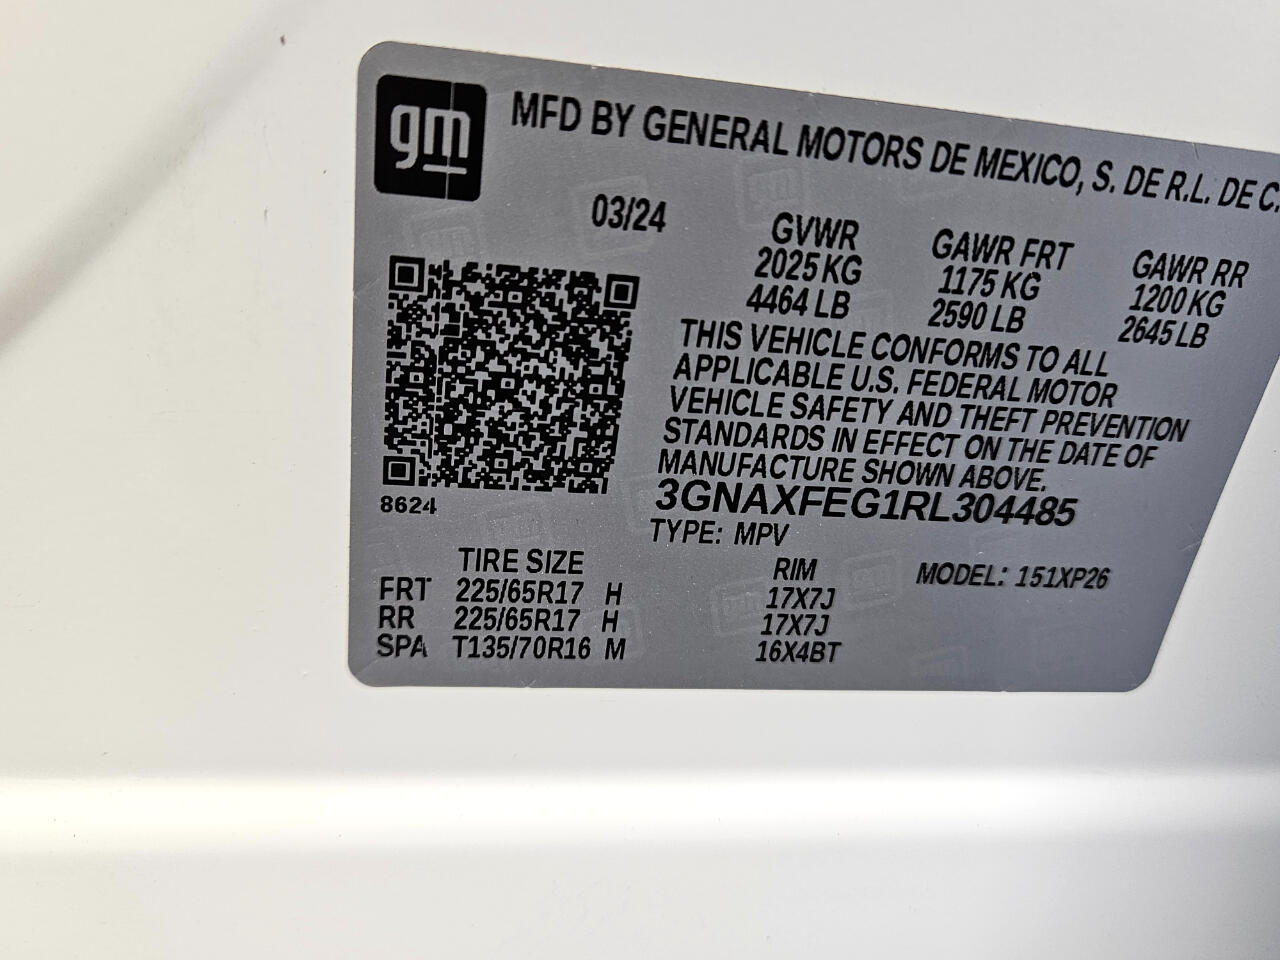 gm
MFD BY GENERAL MOTORS DE MEXICO, S. DE R.L. DE C.
03/24
GVWR GAWR FRT GAWR RR
2025 KG 1175 KG 1200 KG
4464 LB 2590 LB 2645 LB
THIS VEHICLE CONFORMS TO ALL
APPLICABLE U.S. FEDERAL MOTOR
VEHICLE SAFETY AND THEFT PREVENTION
STANDARDS IN EFFECT ON THE DATE OF
MANUFACTURE SHOWN ABOVE.
8624
3GNAXFEG1RL304485
TYPE: MPV
TIRE SIZE RIM MODEL: 151XP26
FRT 225/65R17 H 17X7J
RR 225/65R17 H 17X7J
SPA T135/70R16 M 16X4BT